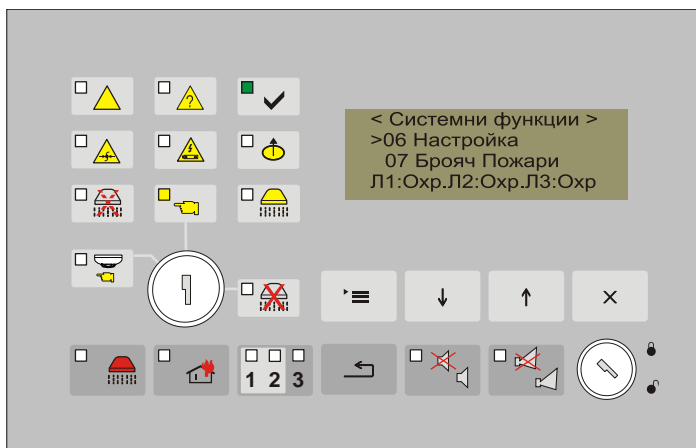 ?
< Системни функции >
>06 Настройка
07 Брояч Пожари
Л1:Охр.Л2:Охр.Л3:Охр
1 2 3